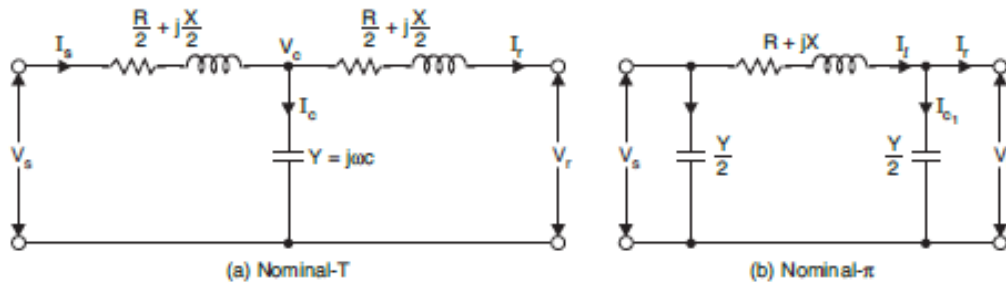 R/2 + jX/2
R/2 + jX/2
I_s
V_c
I_r
I_c
V_s
Y = jωc
V_r
(a) Nominal-T
R + jX
I_l
I_r
I_c₁
V_s
Y/2
Y/2
V
(b) Nominal-π